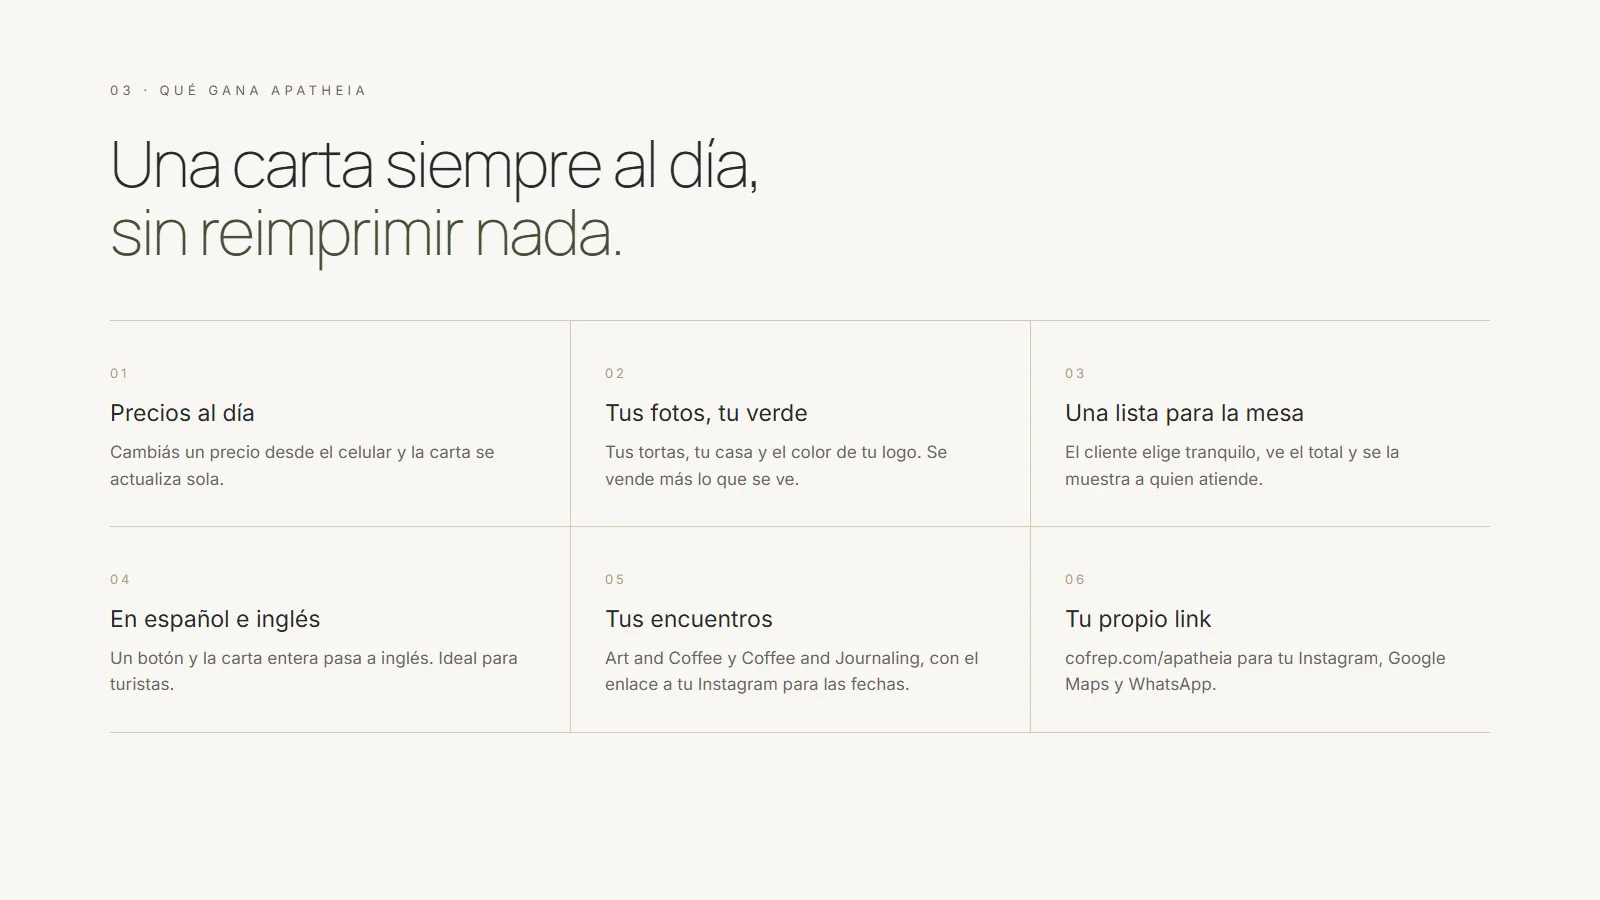 03 · QUÉ GANA APATHEIA
Una carta siempre al día,
sin reimprimir nada.
01
Precios al día
Cambiás un precio desde el celular y la carta se
actualiza sola.
02
Tus fotos, tu verde
Tus tortas, tu casa y el color de tu logo. Se
vende más lo que se ve.
03
Una lista para la mesa
El cliente elige tranquilo, ve el total y se la
muestra a quien atiende.
04
En español e inglés
Un botón y la carta entera pasa a inglés. Ideal para
turistas.
05
Tus encuentros
Art and Coffee y Coffee and Journaling, con el
enlace a tu Instagram para las fechas.
06
Tu propio link
cofrep.com/apatheia para tu Instagram, Google
Maps y WhatsApp.